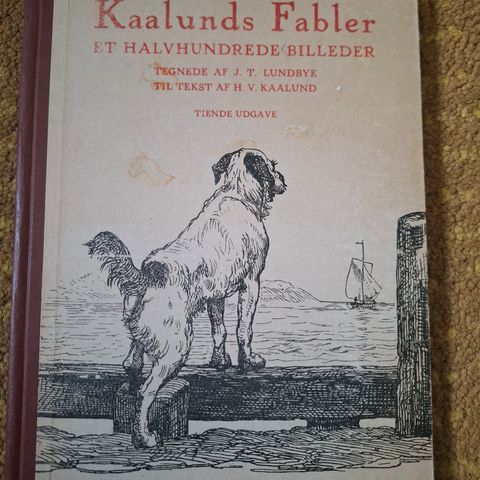 Kaalunds Fabler
ET HALVHUNDREDE BILLEDER
TEGNEDE AF J. T. LUNDBYE
TIL TEKST AF H. V. KAALUND
TIENDE UDGAVE